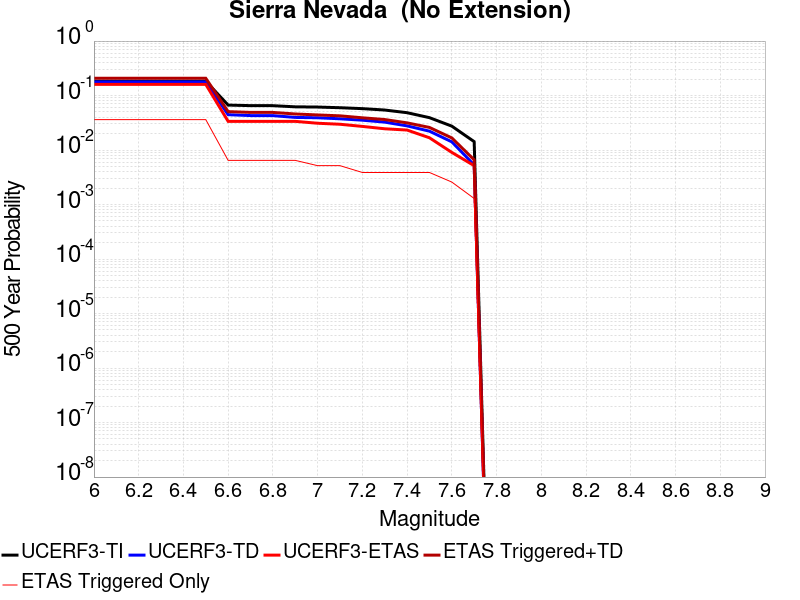 Sierra Nevada (No Extension)
10^0
10^-1
10^-2
10^-3
10^-4
10^-5
10^-6
10^-7
10^-8
500 Year Probability
6 6.2 6.4 6.6 6.8 7 7.2 7.4 7.6 7.8 8 8.2 8.4 8.6 8.8 9
Magnitude
UCERF3-TI UCERF3-TD UCERF3-ETAS ETAS Triggered+TD
ETAS Triggered Only